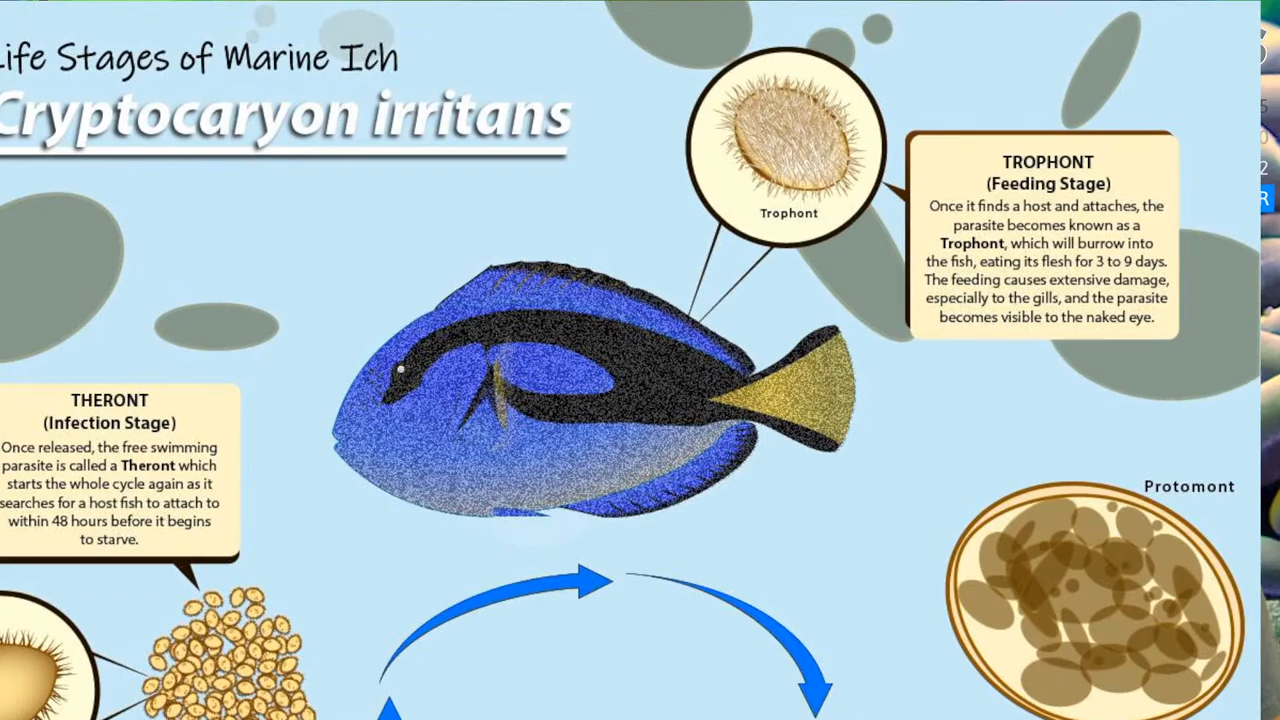 Life Stages of Marine Ich
Cryptocaryon irritans
Trophont
TROPHONT
(Feeding Stage)
Once it finds a host and attaches, the
parasite becomes known as a
Trophont, which will burrow into
the fish, eating its flesh for 3 to 9 days.
The feeding causes extensive damage,
especially to the gills, and the parasite
becomes visible to the naked eye.
THERONT
(Infection Stage)
Once released, the free swimming
parasite is called a Theront which
starts the whole cycle again as it
searches for a host fish to attach to
within 48 hours before it begins
to starve.
Protomont
5
0
2
R